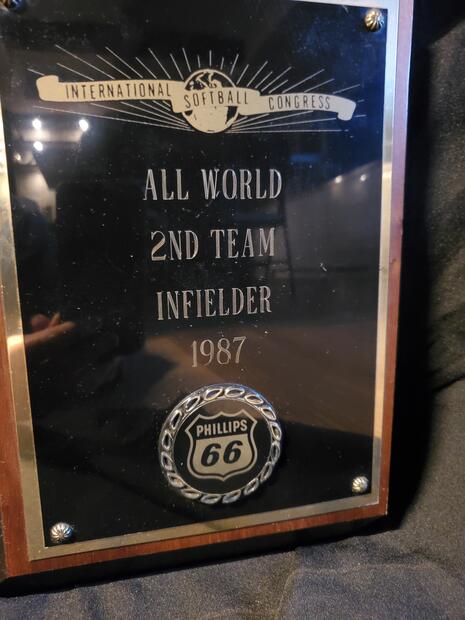 INTERNATIONAL SOFTBALL CONGRESS
ALL WORLD
2ND TEAM
INFIELDER
1987
PHILLIPS
66